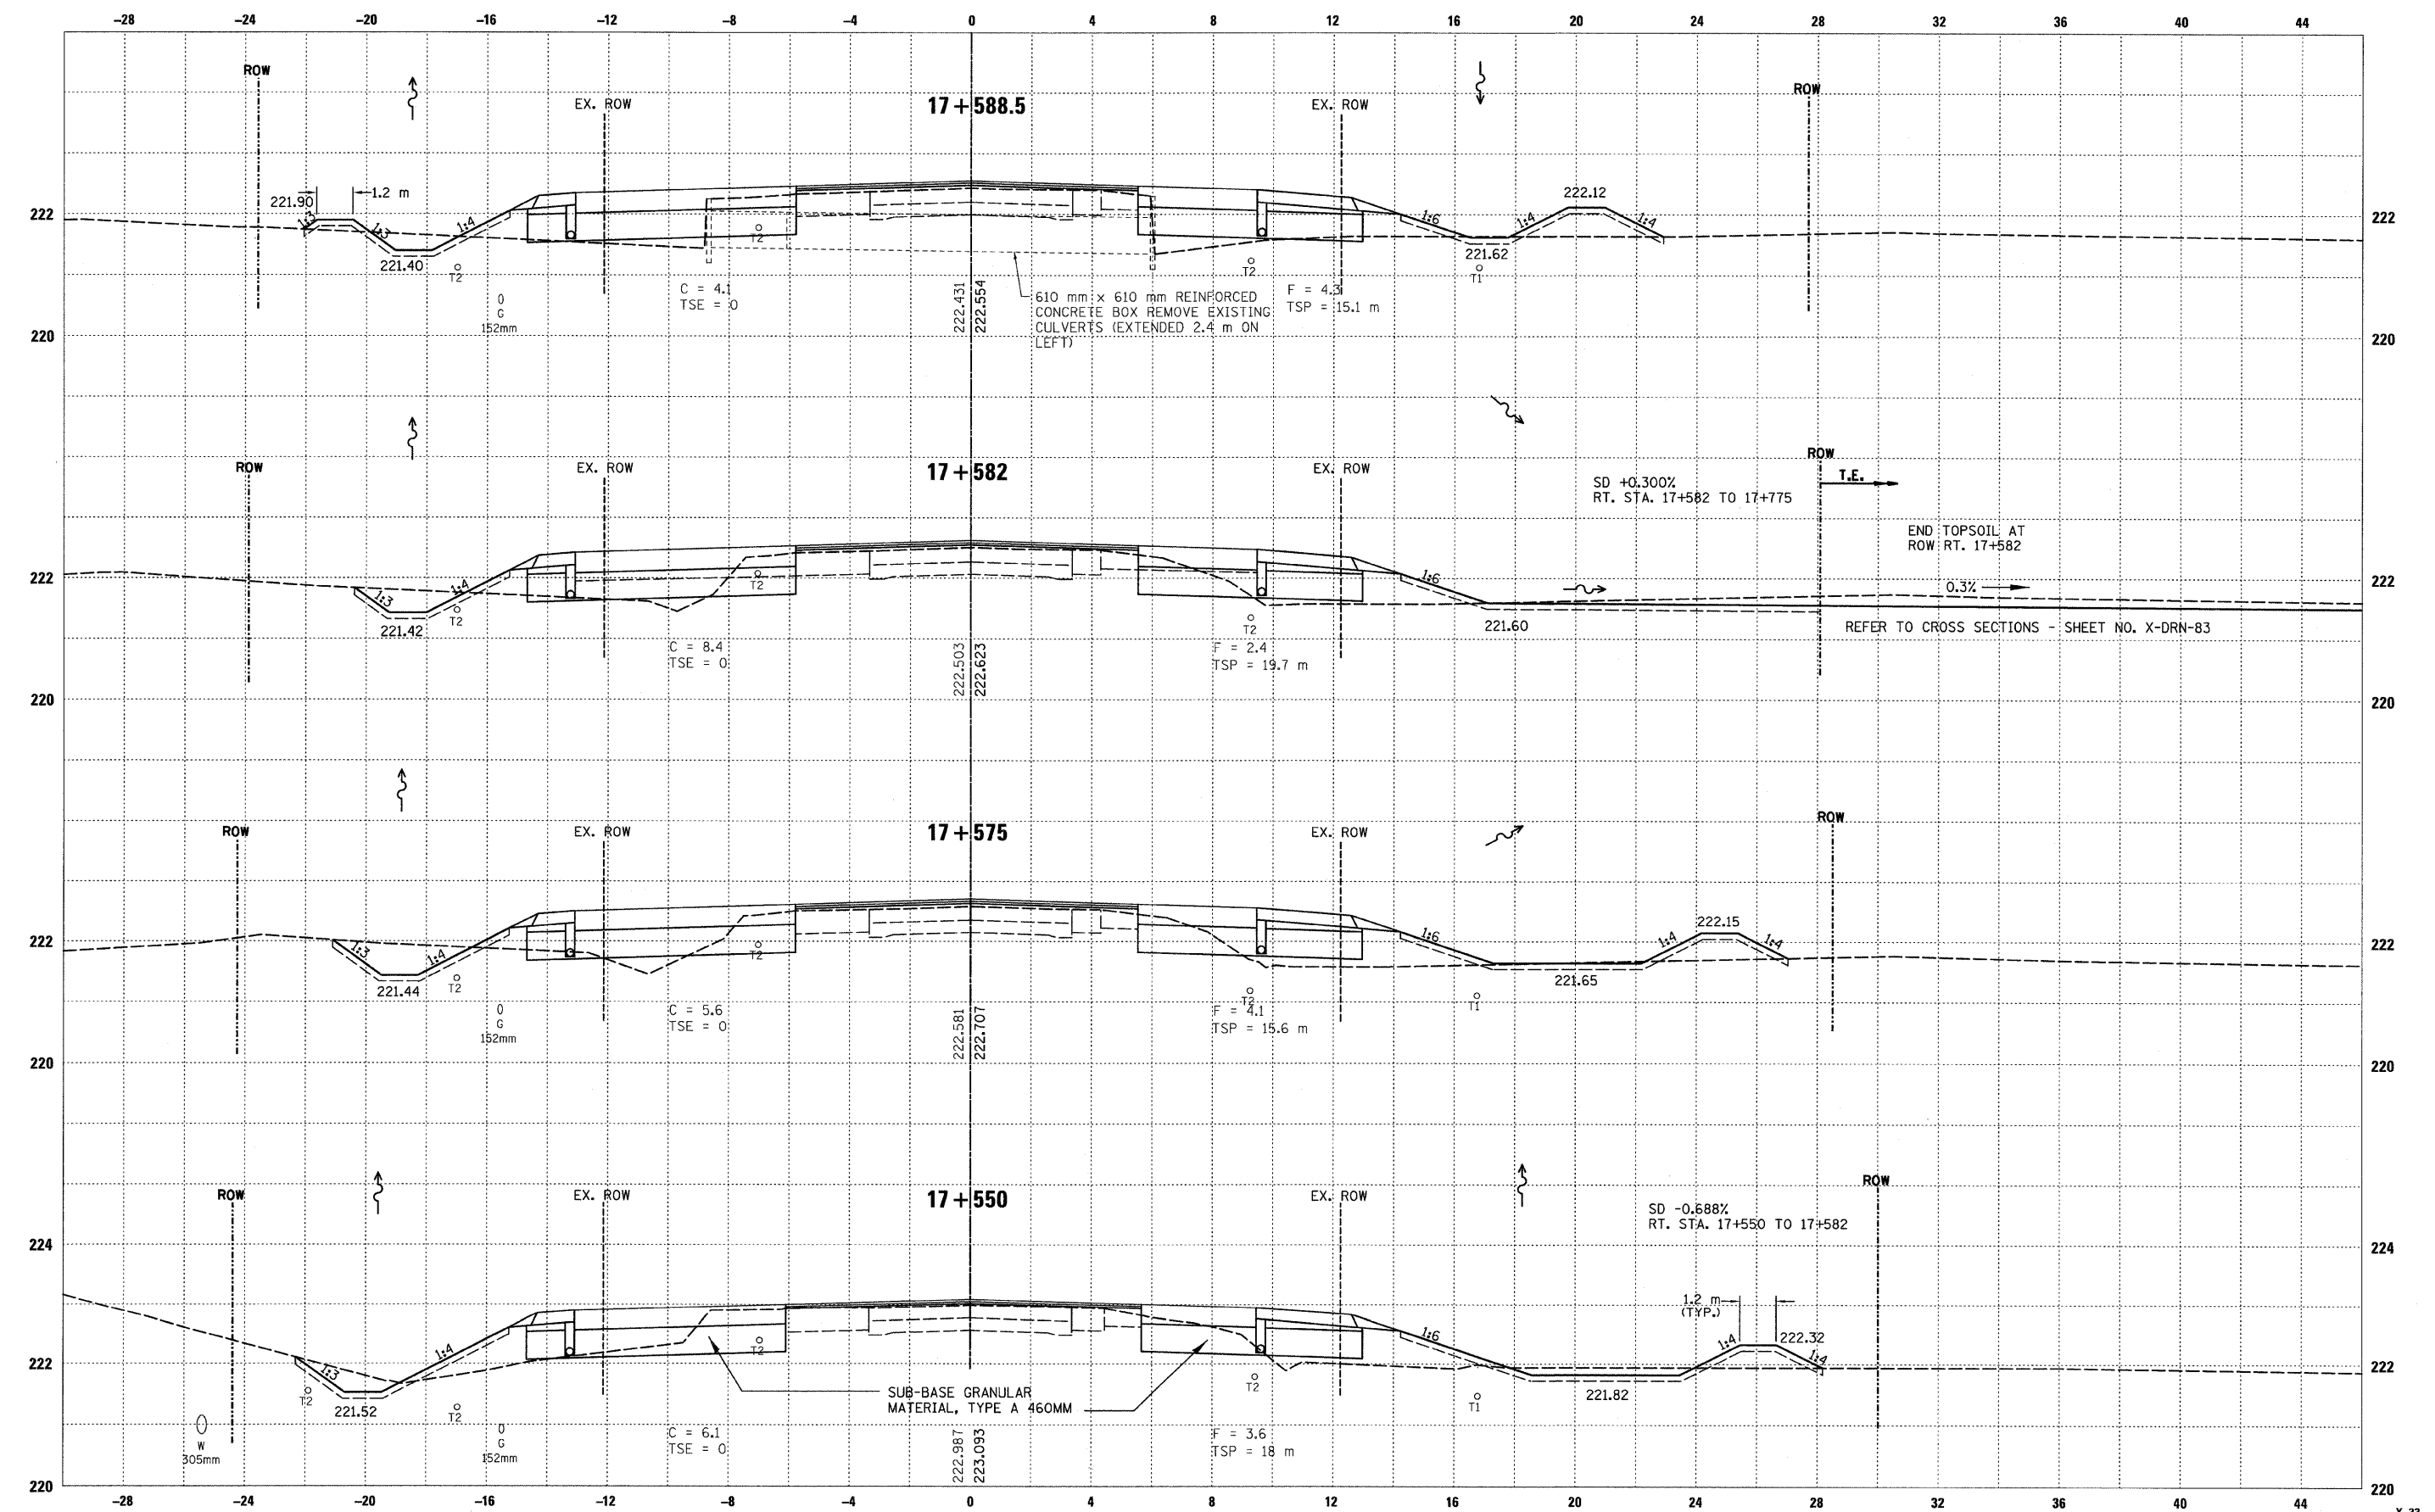 -28 -24 -20 -16 -12 -8 -4 0 4 8 12 16 20 24 28 32 36 40 44
ROW
EX. ROW
17+588.5
EX. ROW
ROW
221.90
1.2 m
1:3
1:3
1:4
221.40
T2
0
G
152mm
T2
C = 4.1
TSE = 0
222.431
222.554
610 mm x 610 mm REINFORCED
CONCRETE BOX REMOVE EXISTING
CULVERTS (EXTENDED 2.4 m ON
LEFT)
T2
F = 4.3
TSP = 15.1 m
1:6
221.62
T1
1:4
222.12
1:4
222
222
220
220
ROW
EX. ROW
17+582
EX. ROW
ROW
T.E.
SD +0.300%
RT. STA. 17+582 TO 17+775
END TOPSOIL AT
ROW RT. 17+582
0.3%
1:3
1:4
221.42
T2
T2
C = 8.4
TSE = 0
222.503
222.623
T2
F = 2.4
TSP = 19.7 m
1:6
221.60
REFER TO CROSS SECTIONS - SHEET NO. X-DRN-83
222
222
220
220
ROW
EX. ROW
17+575
EX. ROW
ROW
1:3
1:4
221.44
T2
0
G
152mm
T2
C = 5.6
TSE = 0
222.581
222.707
T2
F = 4.1
TSP = 15.6 m
1:6
T1
221.65
1:4
222.15
1:4
222
222
220
220
ROW
EX. ROW
17+550
EX. ROW
ROW
SD -0.688%
RT. STA. 17+550 TO 17+582
224
224
1.2 m
(TYP.)
1:3
1:4
T2
221.52
T2
W
305mm
0
G
152mm
T2
C = 6.1
TSE = 0
SUB-BASE GRANULAR
MATERIAL, TYPE A 460MM
222.987
223.093
T2
F = 3.6
TSP = 18 m
1:6
T1
221.82
1:4
222.32
1:4
222
222
220
220
-28 -24 -20 -16 -12 -8 -4 0 4 8 12 16 20 24 28 32 36 40 44